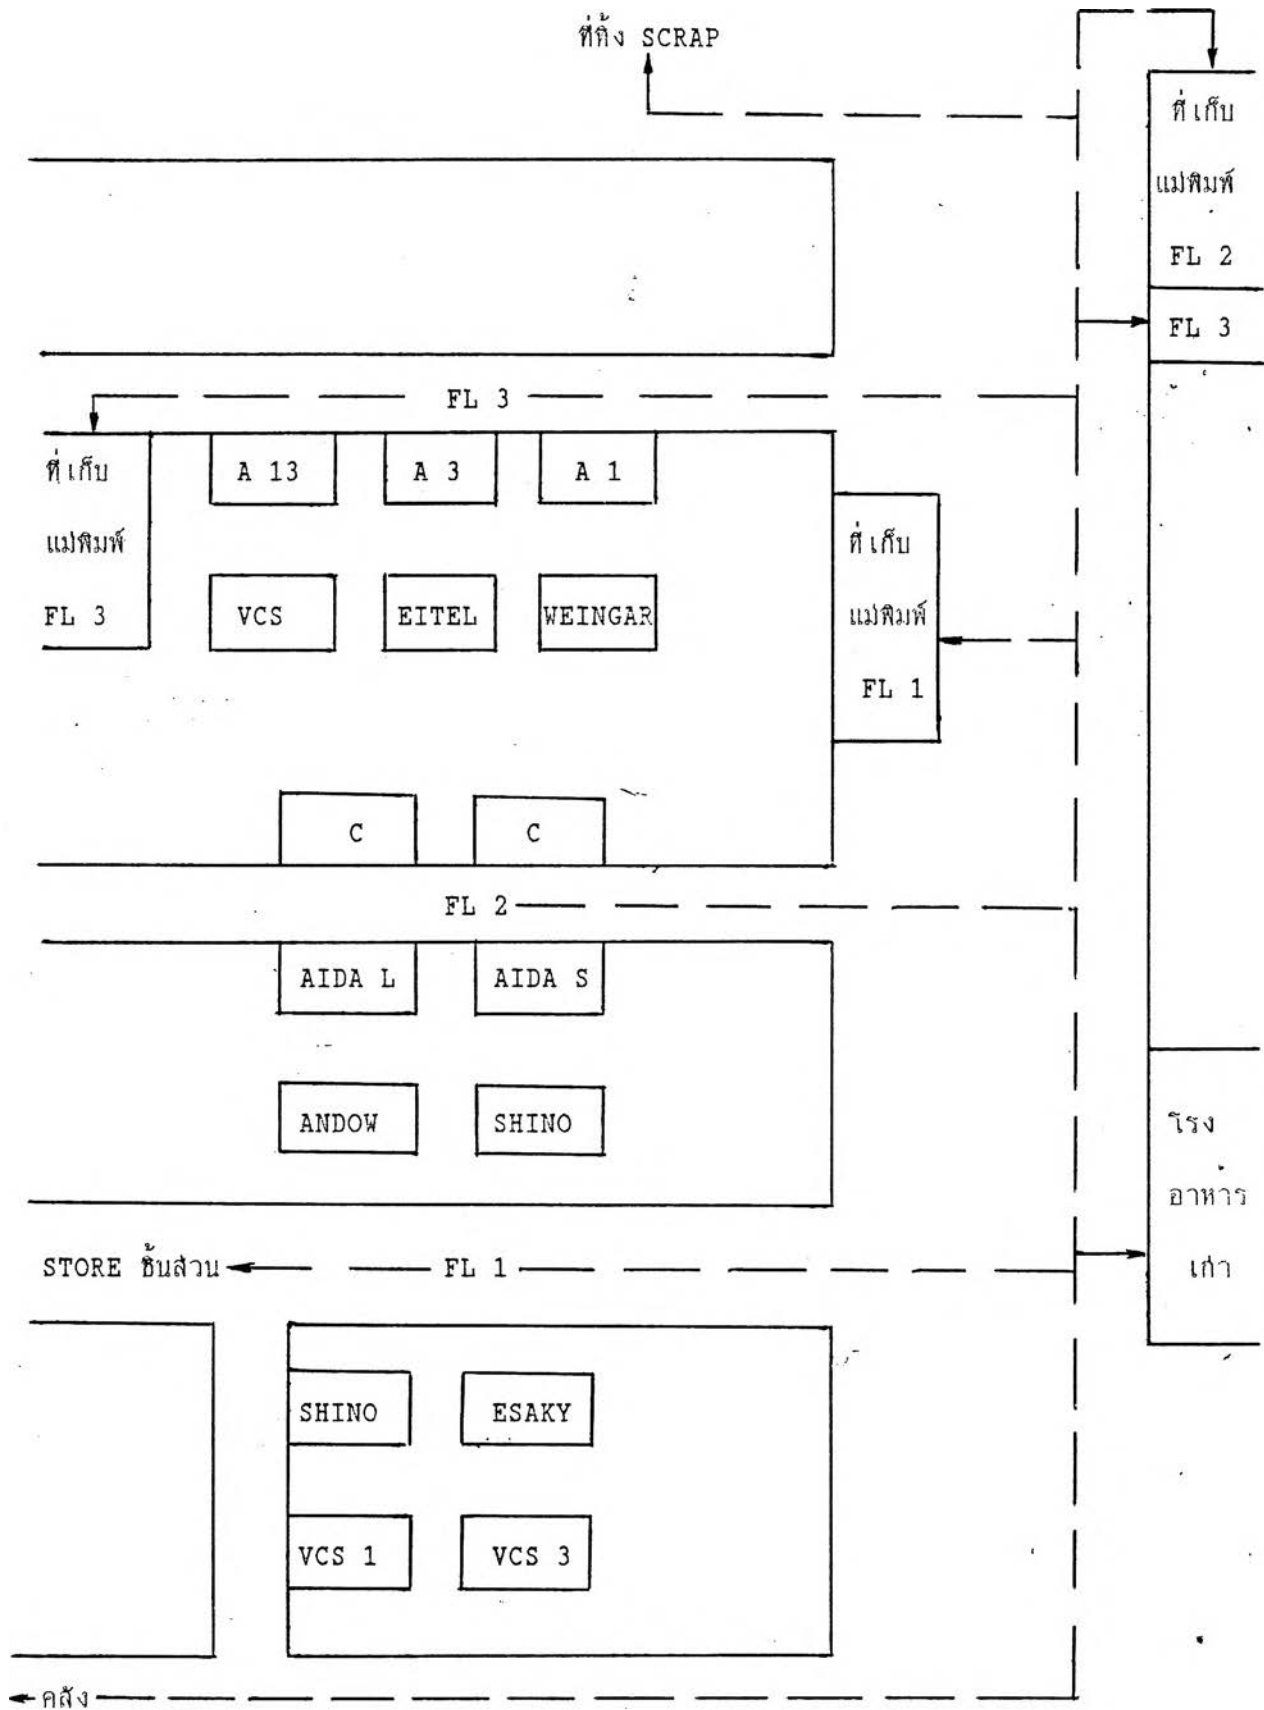 ที่ทิ้ง SCRAP
ที่เก็บ
แม่พิมพ์
FL 2
FL 3
FL 3
ที่เก็บ
แม่พิมพ์
FL 3
A 13
A 3
A 1
VCS
EITEL
WEINGAR
ที่เก็บ
แม่พิมพ์
FL 1
C
C
FL 2
AIDA L
AIDA S
ANDOW
SHINO
โรง
อาหาร
เก่า
STORE ชิ้นส่วน
FL 1
SHINO
ESAKY
VCS 1
VCS 3
คลัง